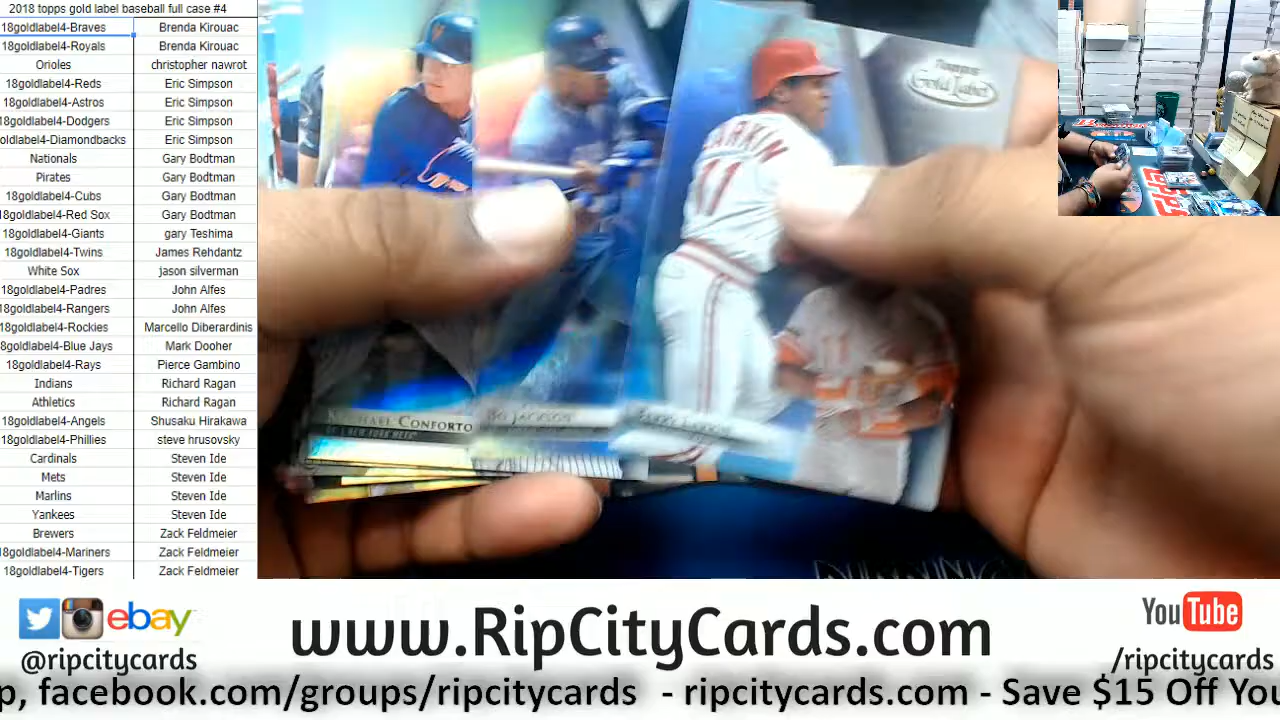 2018 topps gold label baseball full case #4
18goldlabel4-Braves Brenda Kirouac
18goldlabel4-Royals Brenda Kirouac
Orioles christopher nawrot
18goldlabel4-Reds Eric Simpson
18goldlabel4-Astros Eric Simpson
18goldlabel4-Dodgers Eric Simpson
oldlabel4-Diamondbacks Eric Simpson
Nationals Gary Bodtman
Pirates Gary Bodtman
18goldlabel4-Cubs Gary Bodtman
18goldlabel4-Red Sox Gary Bodtman
18goldlabel4-Giants gary Teshima
18goldlabel4-Twins James Rehdantz
White Sox jason silverman
18goldlabel4-Padres John Alfes
18goldlabel4-Rangers John Alfes
18goldlabel4-Rockies Marcello Diberardinis
8goldlabel4-Blue Jays Mark Dooher
18goldlabel4-Rays Pierce Gambino
Indians Richard Ragan
Athletics Richard Ragan
18goldlabel4-Angels Shusaku Hirakawa
18goldlabel4-Phillies steve hrusovsky
Cardinals Steven Ide
Mets Steven Ide
Marlins Steven Ide
Yankees Steven Ide
Brewers Zack Feldmeier
18goldlabel4-Mariners Zack Feldmeier
18goldlabel4-Tigers Zack Feldmeier
Topps
Gold Label
LARKIN
11
Conforto
Bo Jackson
Barry Larkin
ebay
@ripcitycards
www.RipCityCards.com
YouTube
/ripcitycards
p, facebook.com/groups/ripcitycards - ripcitycards.com - Save $15 Off You